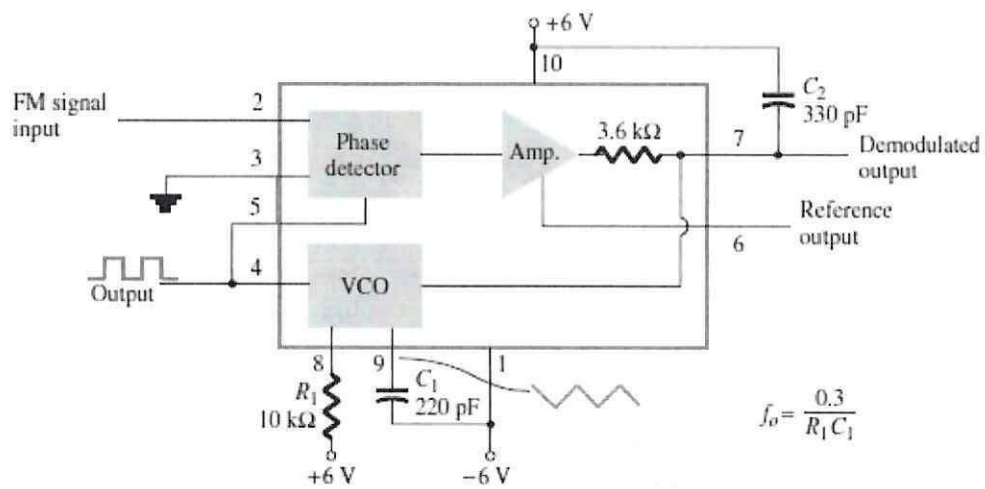 +6 V
10
FM signal
input
2
3
5
4
Output
Phase
detector
Amp.
3.6 kΩ
7
C₂
330 pF
Demodulated
output
Reference
output
6
VCO
8
9
1
R₁
10 kΩ
C₁
220 pF
+6 V
−6 V
fₒ = 0.3 / R₁C₁